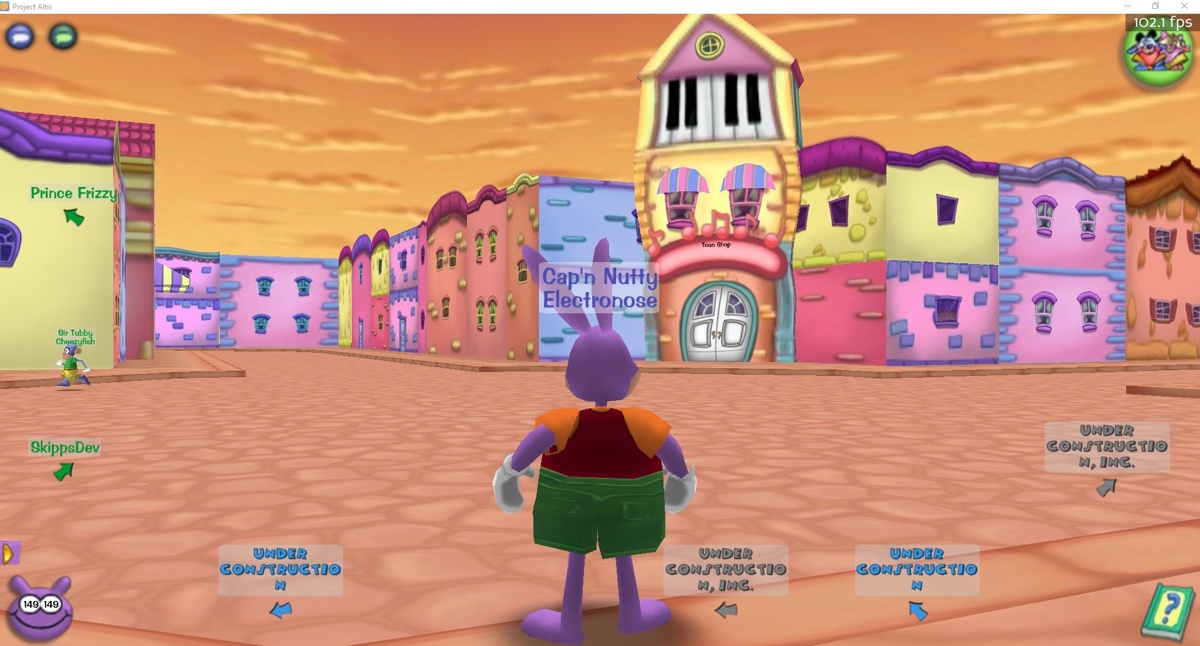 Project Altis
102.1 fps
Prince Frizzy
Toon Shop
Cap'n Nutty
Electronose
Sir Tubby
Cheezyfish
SkippsDev
UNDER
CONSTRUCTIO
N, INC.
UNDER
CONSTRUCTIO
N
UNDER
CONSTRUCTIO
N, INC.
UNDER
CONSTRUCTIO
N
149 149
?